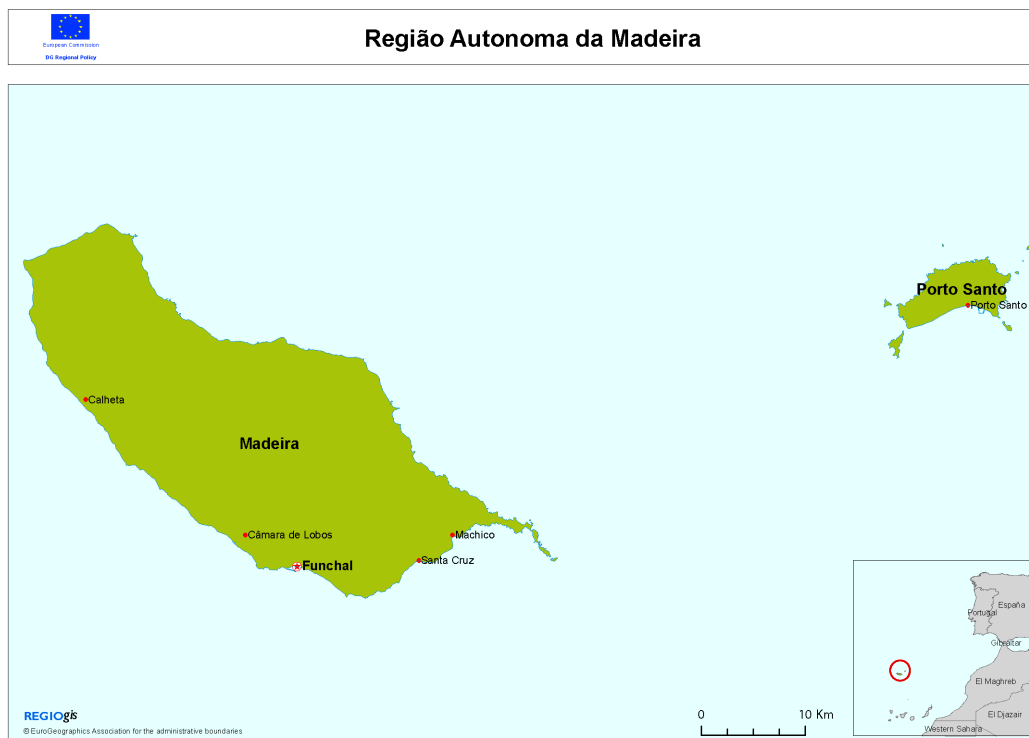 European Commission
DG Regional Policy
Região Autonoma da Madeira
Porto Santo
Porto Santo
Calheta
Madeira
Câmara de Lobos
Machico
Funchal
Santa Cruz
España
Portugal
Gibraltar
El Maghreb
El Djazair
Western Sahara
0 10 Km
REGIOgis
© EuroGeographics Association for the administrative boundaries